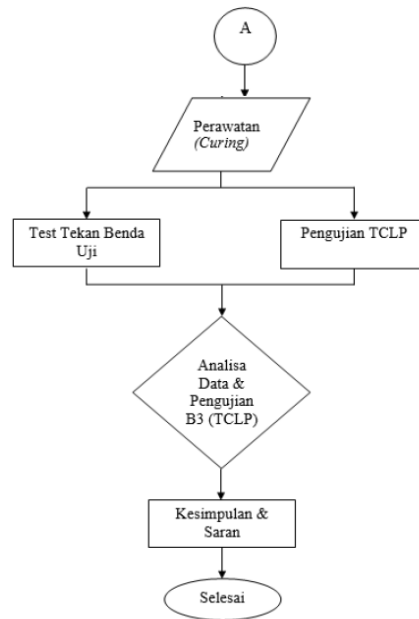 A
Perawatan
(Curing)
Test Tekan Benda
Uji
Pengujian TCLP
Analisa
Data &
Pengujian
B3 (TCLP)
Kesimpulan &
Saran
Selesai